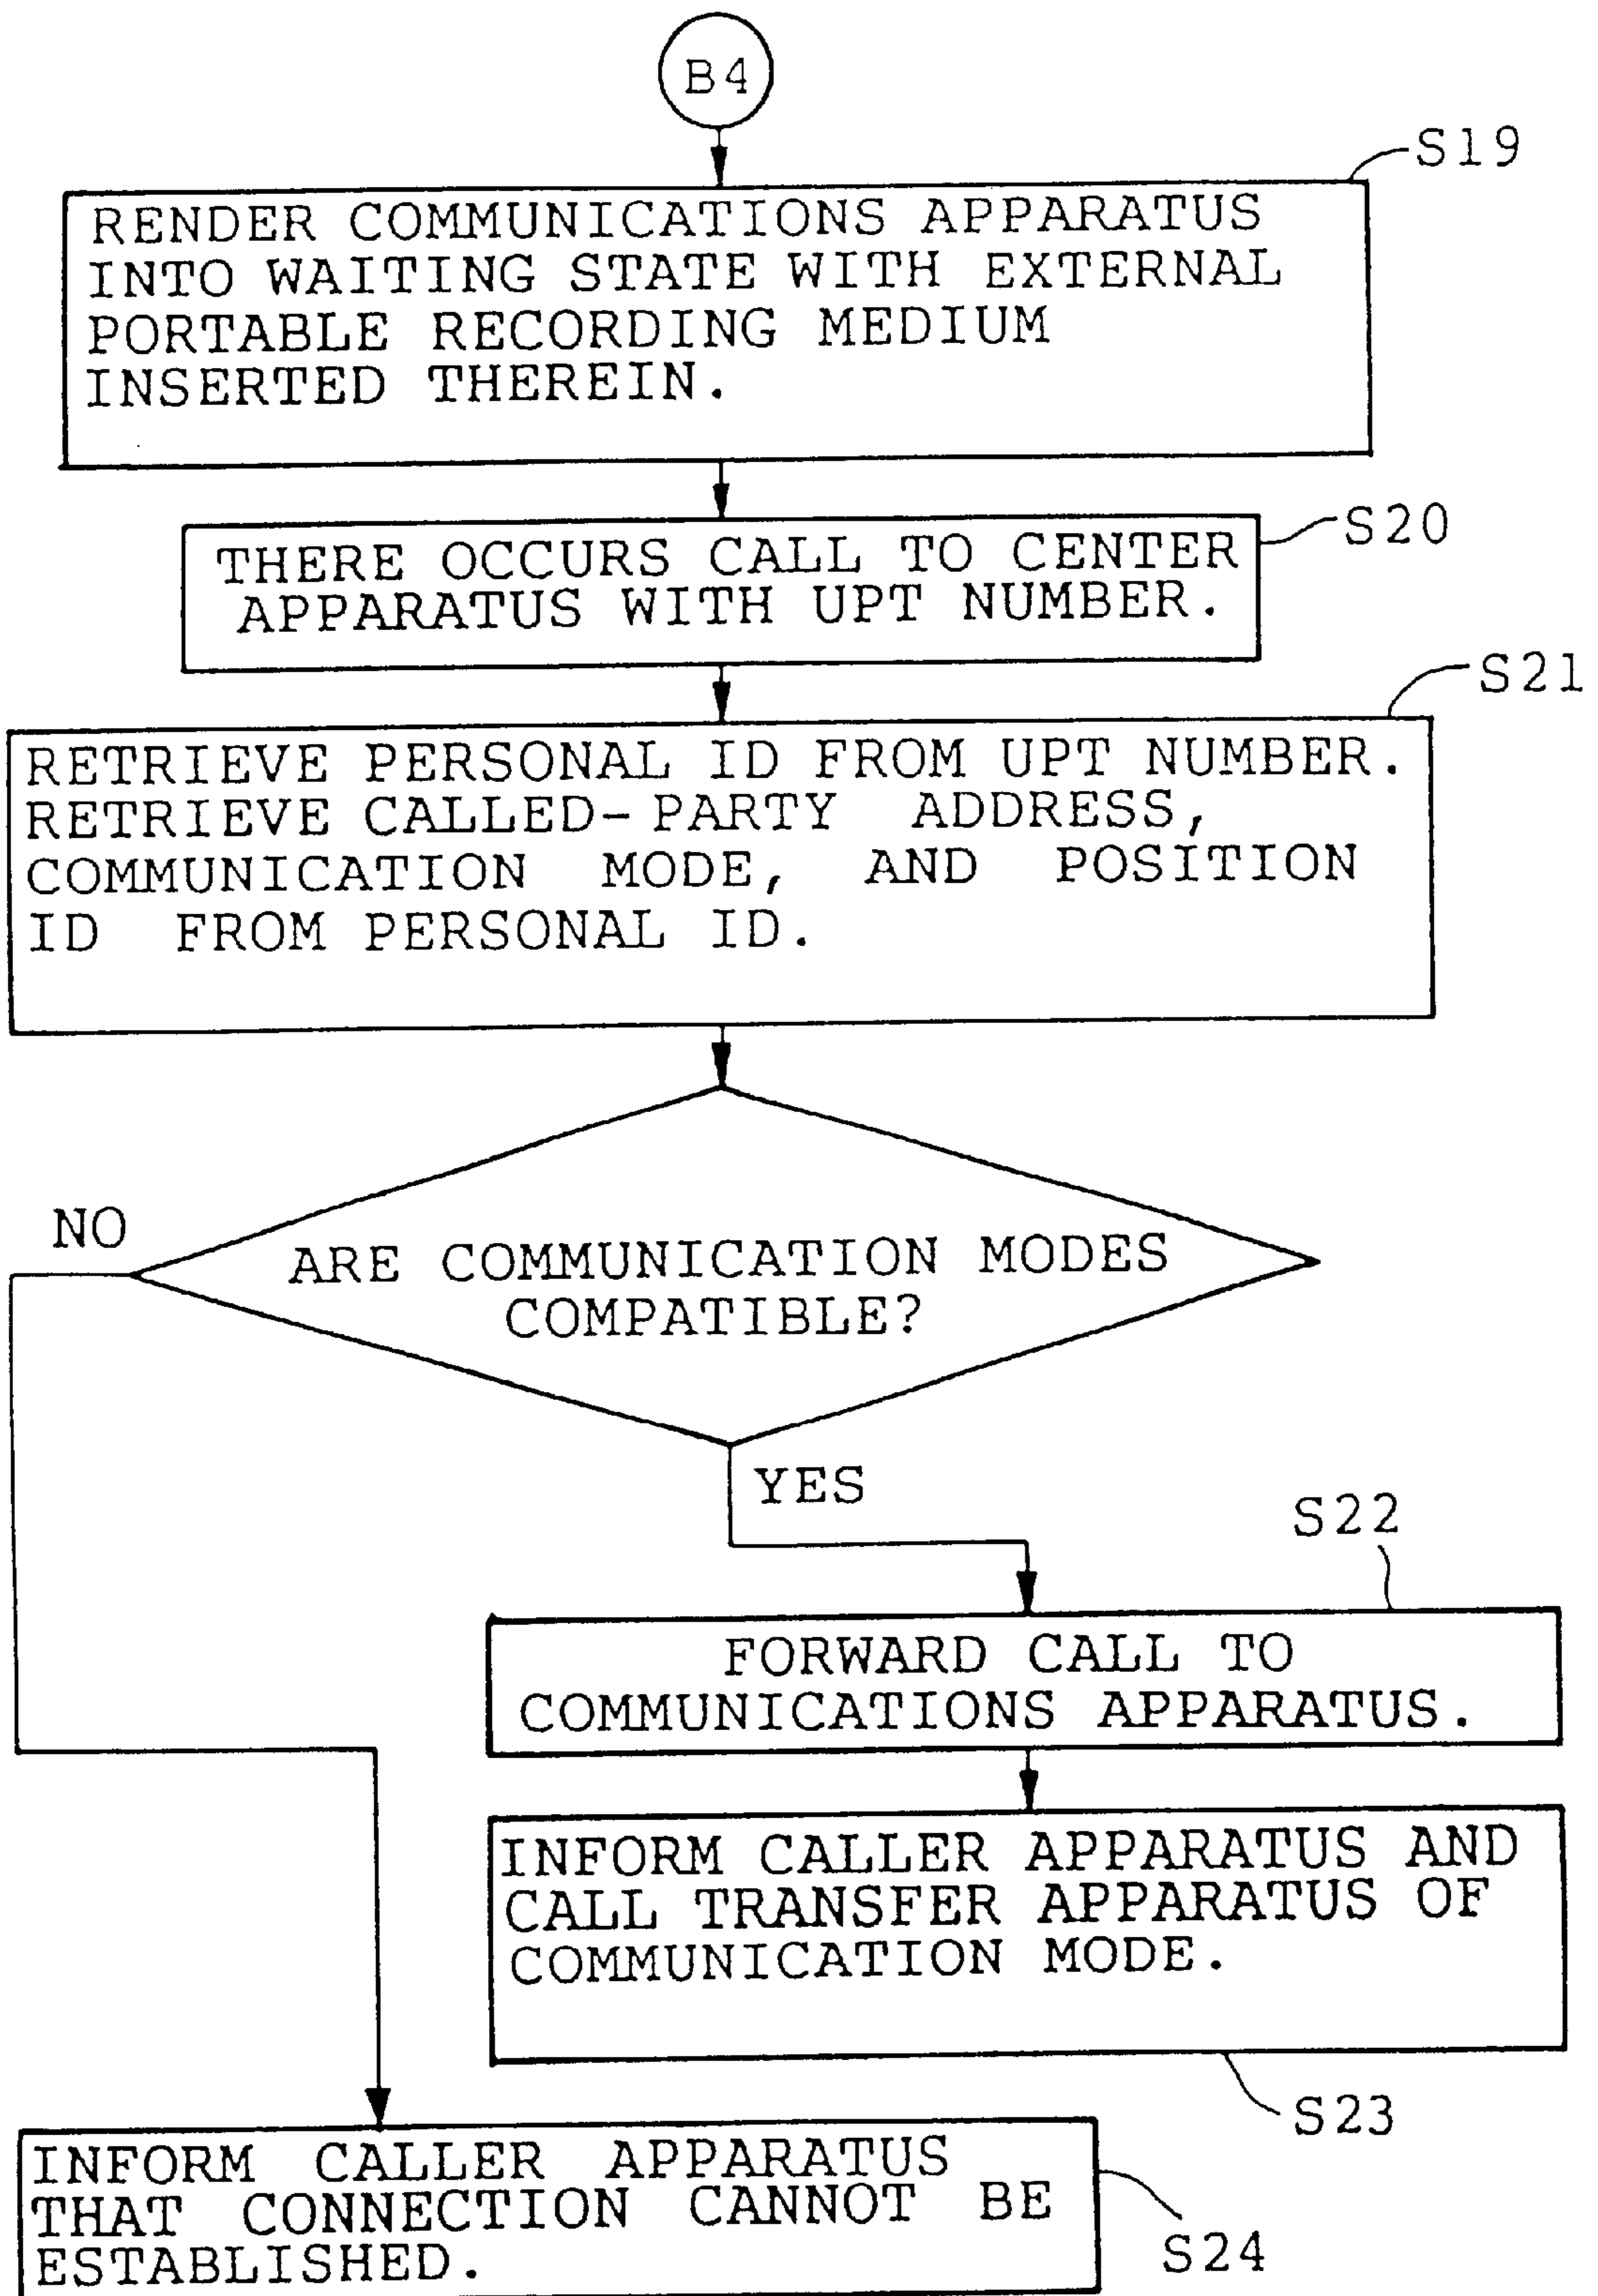 B4
S19
RENDER COMMUNICATIONS APPARATUS
INTO WAITING STATE WITH EXTERNAL
PORTABLE RECORDING MEDIUM
INSERTED THEREIN.
S20
THERE OCCURS CALL TO CENTER
APPARATUS WITH UPT NUMBER.
S21
RETRIEVE PERSONAL ID FROM UPT NUMBER.
RETRIEVE CALLED-PARTY ADDRESS,
COMMUNICATION MODE, AND POSITION
ID FROM PERSONAL ID.
NO
ARE COMMUNICATION MODES
COMPATIBLE?
YES
S22
FORWARD CALL TO
COMMUNICATIONS APPARATUS.
INFORM CALLER APPARATUS AND
CALL TRANSFER APPARATUS OF
COMMUNICATION MODE.
S23
INFORM CALLER APPARATUS
THAT CONNECTION CANNOT BE
ESTABLISHED.
S24